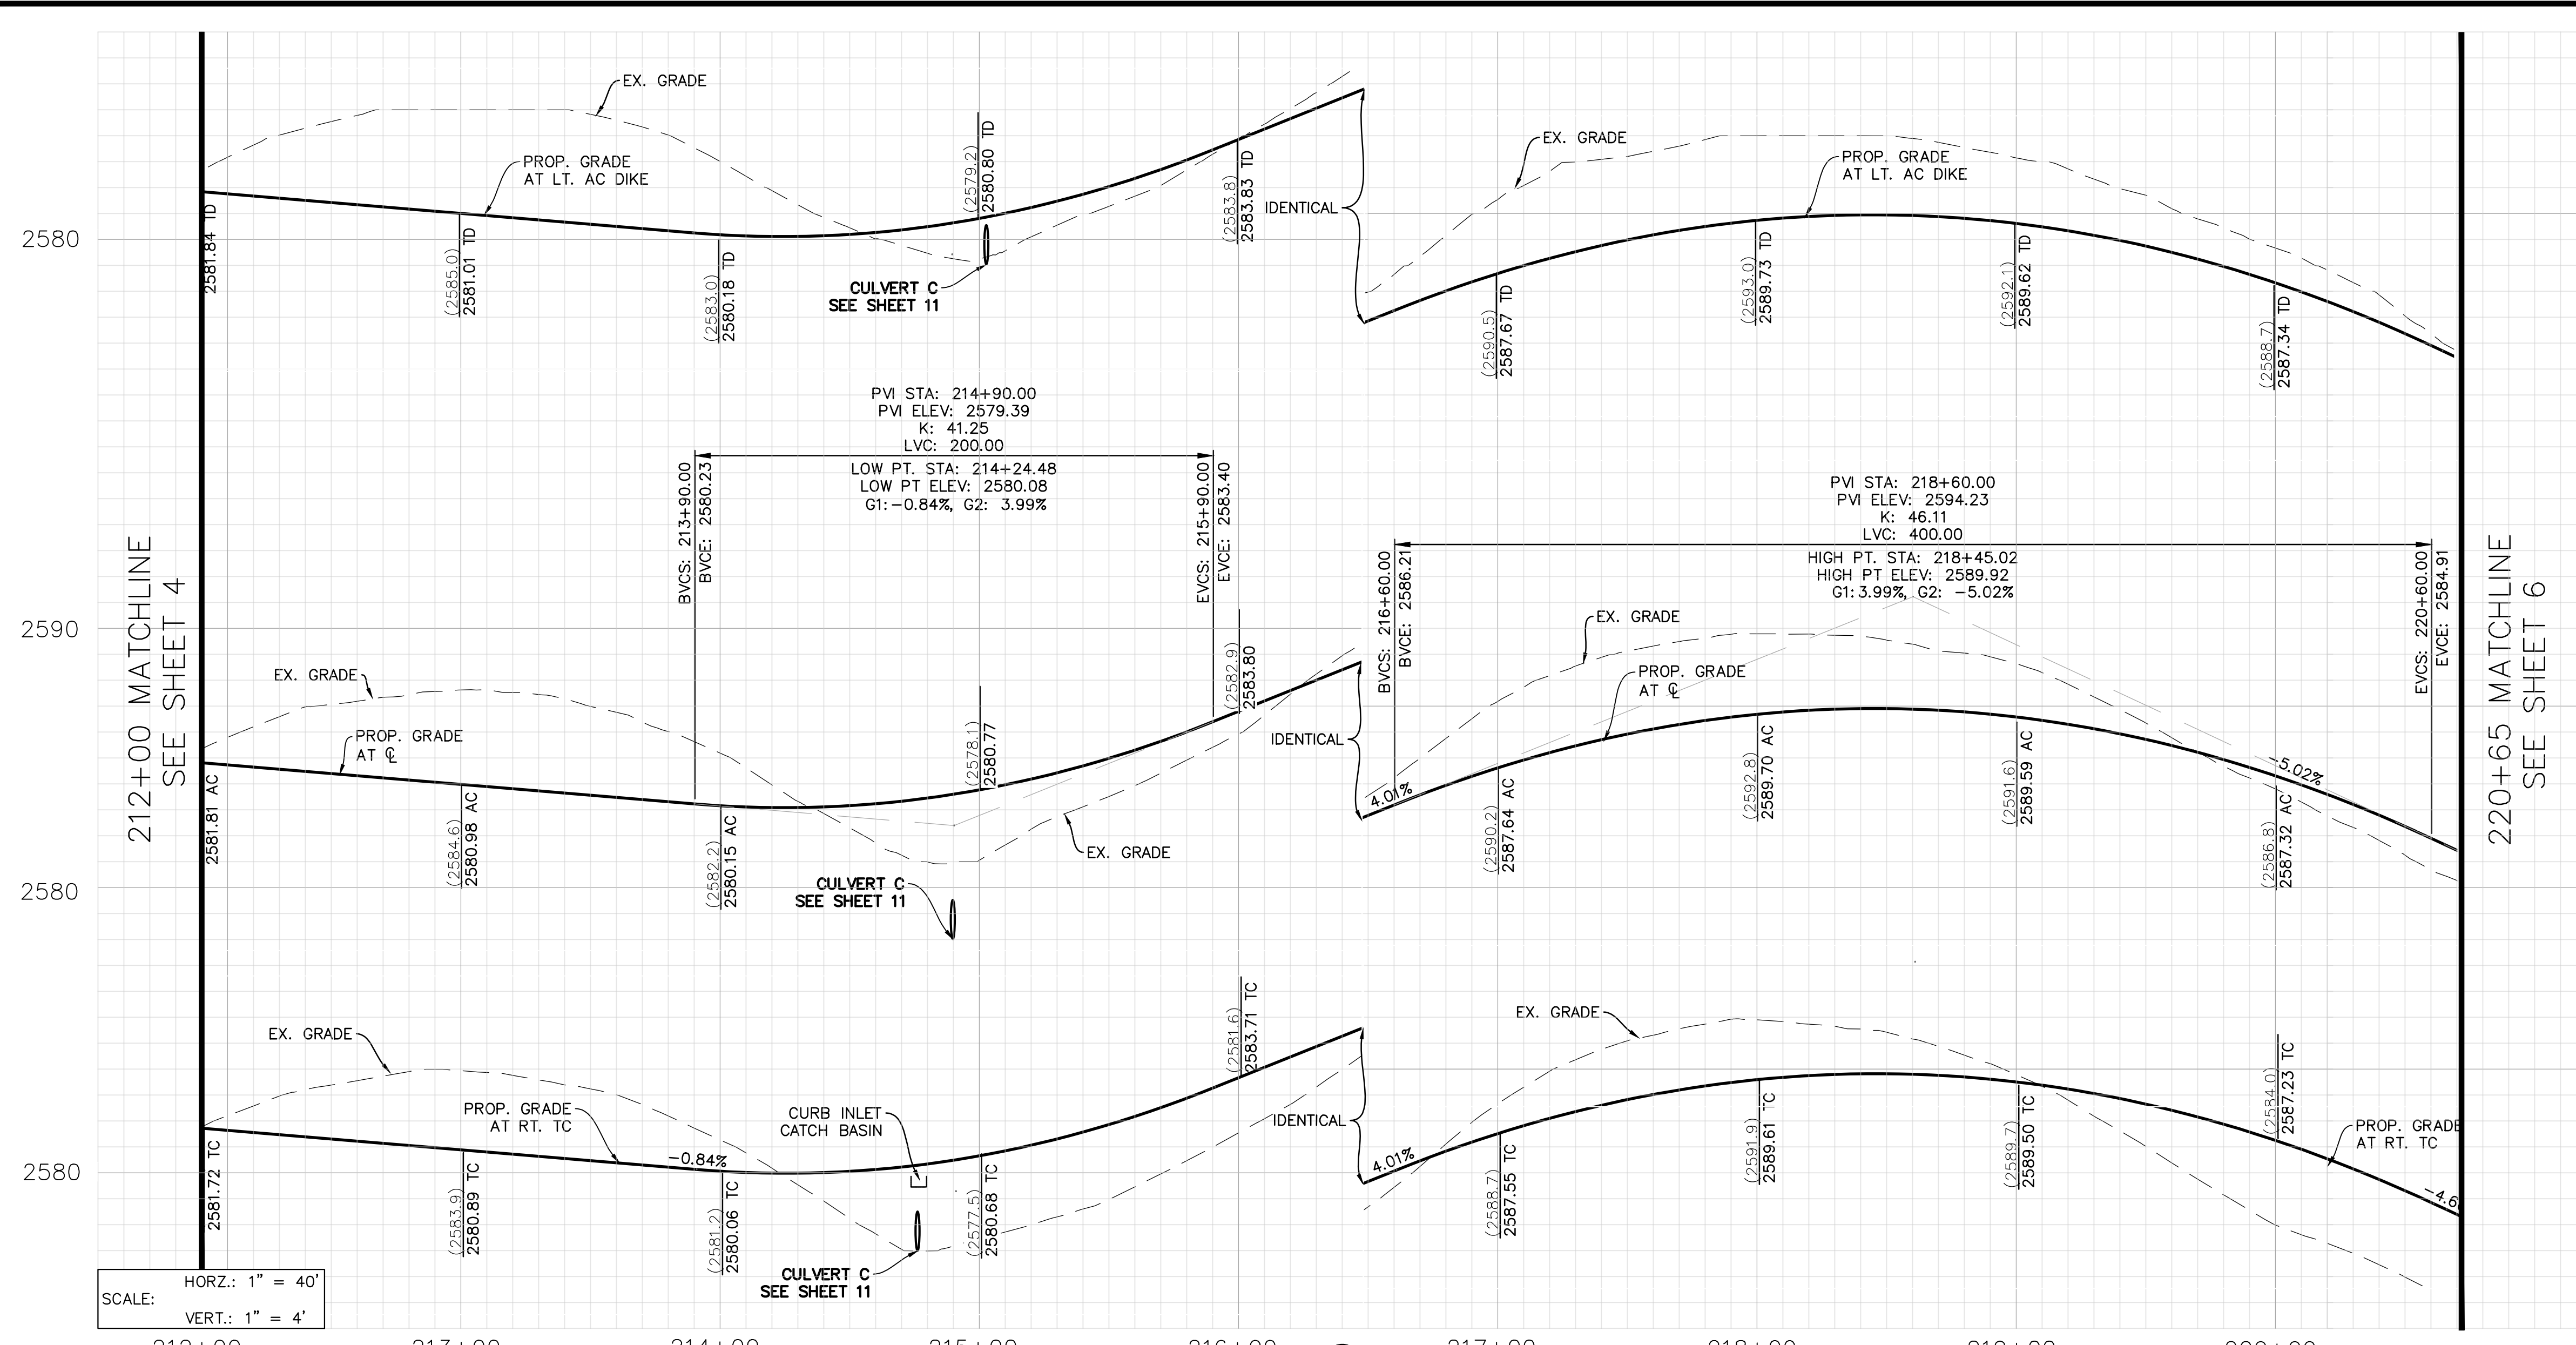 EX. GRADE
PROP. GRADE
AT LT. AC DIKE
2580
2581.84 TD
(2585.0)
2581.01 TD
(2583.0)
2580.18 TD
(2579.2)
2580.80 TD
(2583.8)
2583.83 TD
CULVERT C
SEE SHEET 11
IDENTICAL
EX. GRADE
PROP. GRADE
AT LT. AC DIKE
(2590.5)
2587.67 TD
(2593.0)
2589.73 TD
(2592.1)
2589.62 TD
(2588.7)
2587.34 TD
PVI STA: 214+90.00
PVI ELEV: 2579.39
K: 41.25
LVC: 200.00
LOW PT. STA: 214+24.48
LOW PT ELEV: 2580.08
G1:-0.84%, G2: 3.99%
BVCS: 213+90.00
BVCE: 2580.23
EVCS: 215+90.00
EVCE: 2583.40
PVI STA: 218+60.00
PVI ELEV: 2594.23
K: 46.11
LVC: 400.00
HIGH PT. STA: 218+45.02
HIGH PT ELEV: 2589.92
G1:3.99%, G2: -5.02%
BVCS: 216+60.00
BVCE: 2586.21
EVCS: 220+60.00
EVCE: 2584.91
212+00 MATCHLINE
SEE SHEET 4
220+65 MATCHLINE
SEE SHEET 6
2590
EX. GRADE
PROP. GRADE
AT ℄
2580
2581.81 AC
(2584.6)
2580.98 AC
(2582.2)
2580.15 AC
(2578.1)
2580.77
(2582.9)
2583.80
EX. GRADE
CULVERT C
SEE SHEET 11
IDENTICAL
4.01%
EX. GRADE
PROP. GRADE
AT ℄
-5.02%
(2590.2)
2587.64 AC
(2592.8)
2589.70 AC
(2591.6)
2589.59 AC
(2586.8)
2587.32 AC
EX. GRADE
PROP. GRADE
AT RT. TC
-0.84%
CURB INLET
CATCH BASIN
2580
2581.72 TC
(2583.9)
2580.89 TC
(2581.2)
2580.06 TC
(2577.5)
2580.68 TC
(2581.6)
2583.71 TC
CULVERT C
SEE SHEET 11
IDENTICAL
4.01%
EX. GRADE
(2588.7)
2587.55 TC
(2591.9)
2589.61 TC
(2589.7)
2589.50 TC
(2584.0)
2587.23 TC
PROP. GRADE
AT RT. TC
-4.6
SCALE:
HORZ.: 1" = 40'
VERT.: 1" = 4'